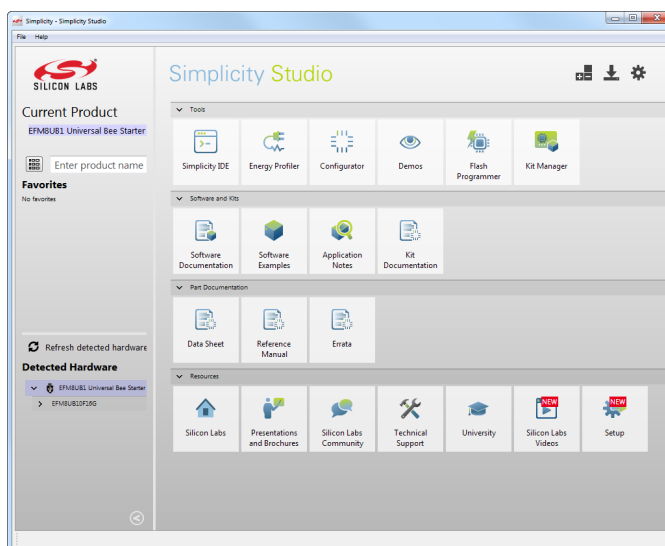 Simplicity - Simplicity Studio
File Help
SILICON LABS
Simplicity Studio
Current Product
EFM8UB1 Universal Bee Starter
Enter product name
Favorites
No favorites
Refresh detected hardware
Detected Hardware
EFM8UB1 Universal Bee Starter
EFM8UB10F16G
Tools
Simplicity IDE
Energy Profiler
Configurator
Demos
Flash
Programmer
Kit Manager
Software and Kits
Software
Documentation
Software
Examples
Application
Notes
Kit
Documentation
Part Documentation
Data Sheet
Reference
Manual
Errata
Resources
Silicon Labs
Presentations
and Brochures
Silicon Labs
Community
Technical
Support
University
NEW
Silicon Labs
Videos
NEW
Setup